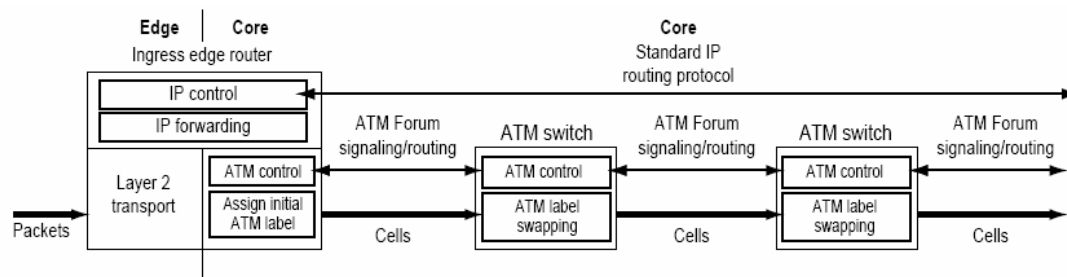 Edge Core
Ingress edge router
Core
Standard IP
routing protocol
IP control
IP forwarding
ATM Forum
signaling/routing
ATM switch
ATM Forum
signaling/routing
ATM switch
ATM Forum
signaling/routing
Layer 2
transport
ATM control
ATM control
ATM control
Assign initial
ATM label
ATM label
swapping
ATM label
swapping
Packets
Cells
Cells
Cells